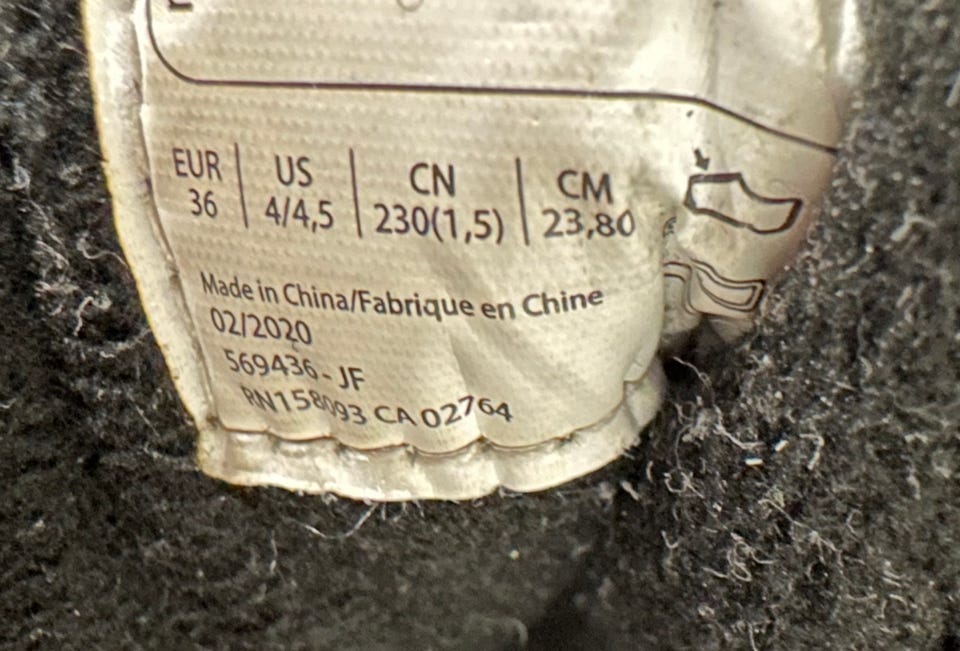 EUR US CN CM
36 4/4,5 230(1,5) 23,80
Made in China/Fabrique en Chine
02/2020
569436-JF
RN158093 CA 02764